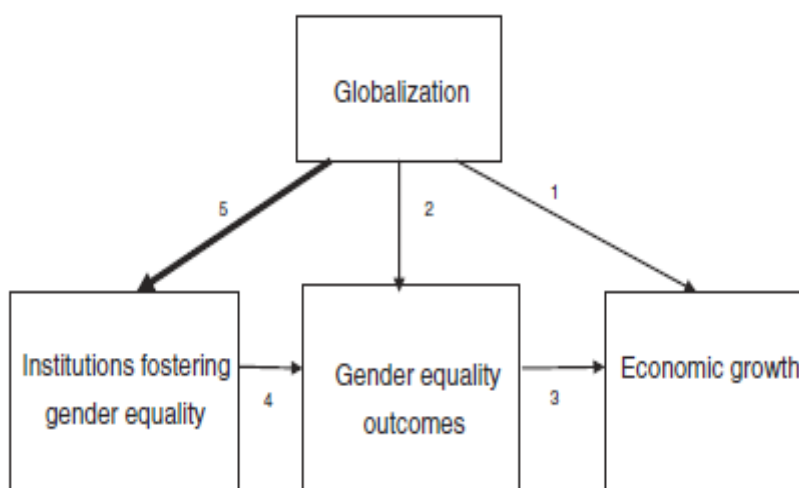 Globalization
5
2
1
Institutions fostering
gender equality
4
Gender equality
outcomes
3
Economic growth